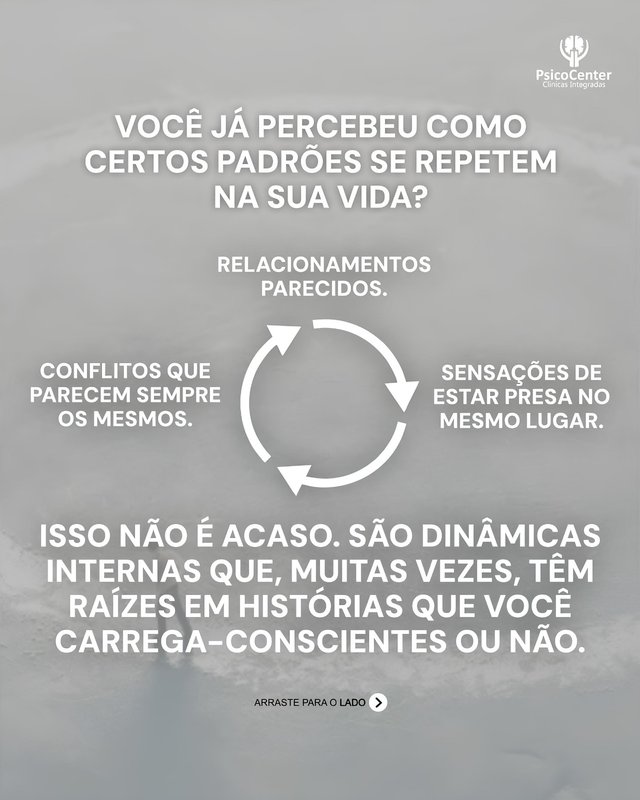 PsicoCenter
Clínicas Integradas
VOCÊ JÁ PERCEBEU COMO
CERTOS PADRÕES SE REPETEM
NA SUA VIDA?
RELACIONAMENTOS
PARECIDOS.
CONFLITOS QUE
PARECEM SEMPRE
OS MESMOS.
SENSAÇÕES DE
ESTAR PRESA NO
MESMO LUGAR.
ISSO NÃO É ACASO. SÃO DINÂMICAS
INTERNAS QUE, MUITAS VEZES, TÊM
RAÍZES EM HISTÓRIAS QUE VOCÊ
CARREGA-CONSCIENTES OU NÃO.
ARRASTE PARA O LADO